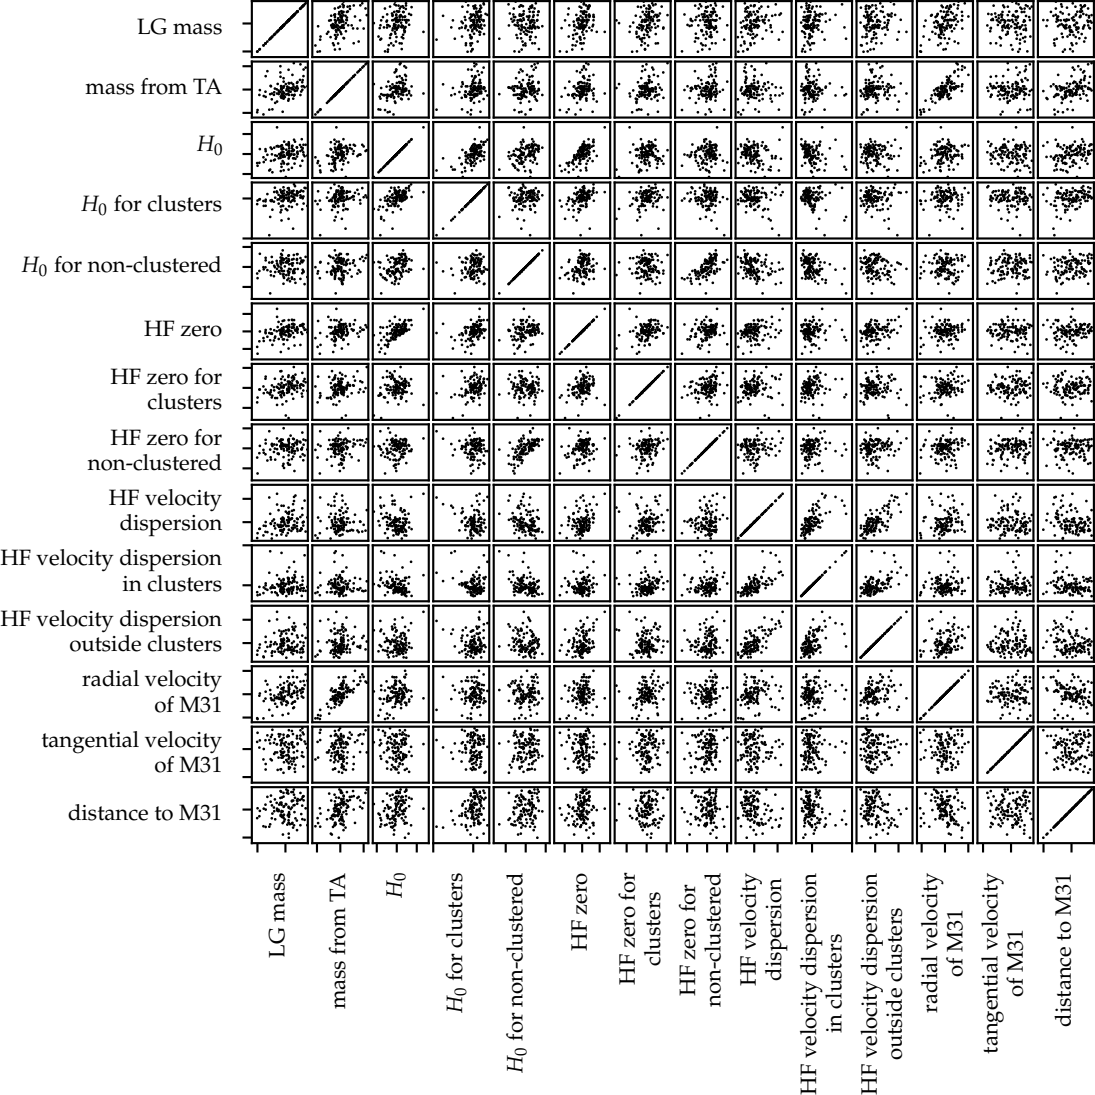 LG mass
mass from TA
H0
H0 for clusters
H0 for non-clustered
HF zero
HF zero for
clusters
HF zero for
non-clustered
HF velocity
dispersion
HF velocity dispersion
in clusters
HF velocity dispersion
outside clusters
radial velocity
of M31
tangential velocity
of M31
distance to M31
LG mass
mass from TA
H0
H0 for clusters
H0 for non-clustered
HF zero
HF zero for
clusters
HF zero for
non-clustered
HF velocity
dispersion
HF velocity dispersion
in clusters
HF velocity dispersion
outside clusters
radial velocity
of M31
tangential velocity
of M31
distance to M31